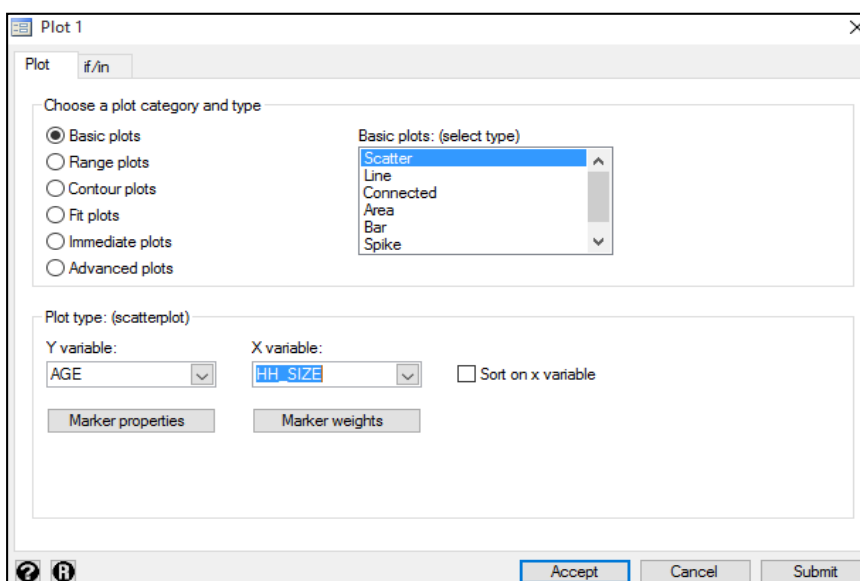 Plot 1
Plot if/in
Choose a plot category and type
Basic plots
Range plots
Contour plots
Fit plots
Immediate plots
Advanced plots
Basic plots: (select type)
Scatter
Line
Connected
Area
Bar
Spike
Plot type: (scatterplot)
Y variable: X variable:
AGE HH_SIZE Sort on x variable
Marker properties Marker weights
? R Accept Cancel Submit